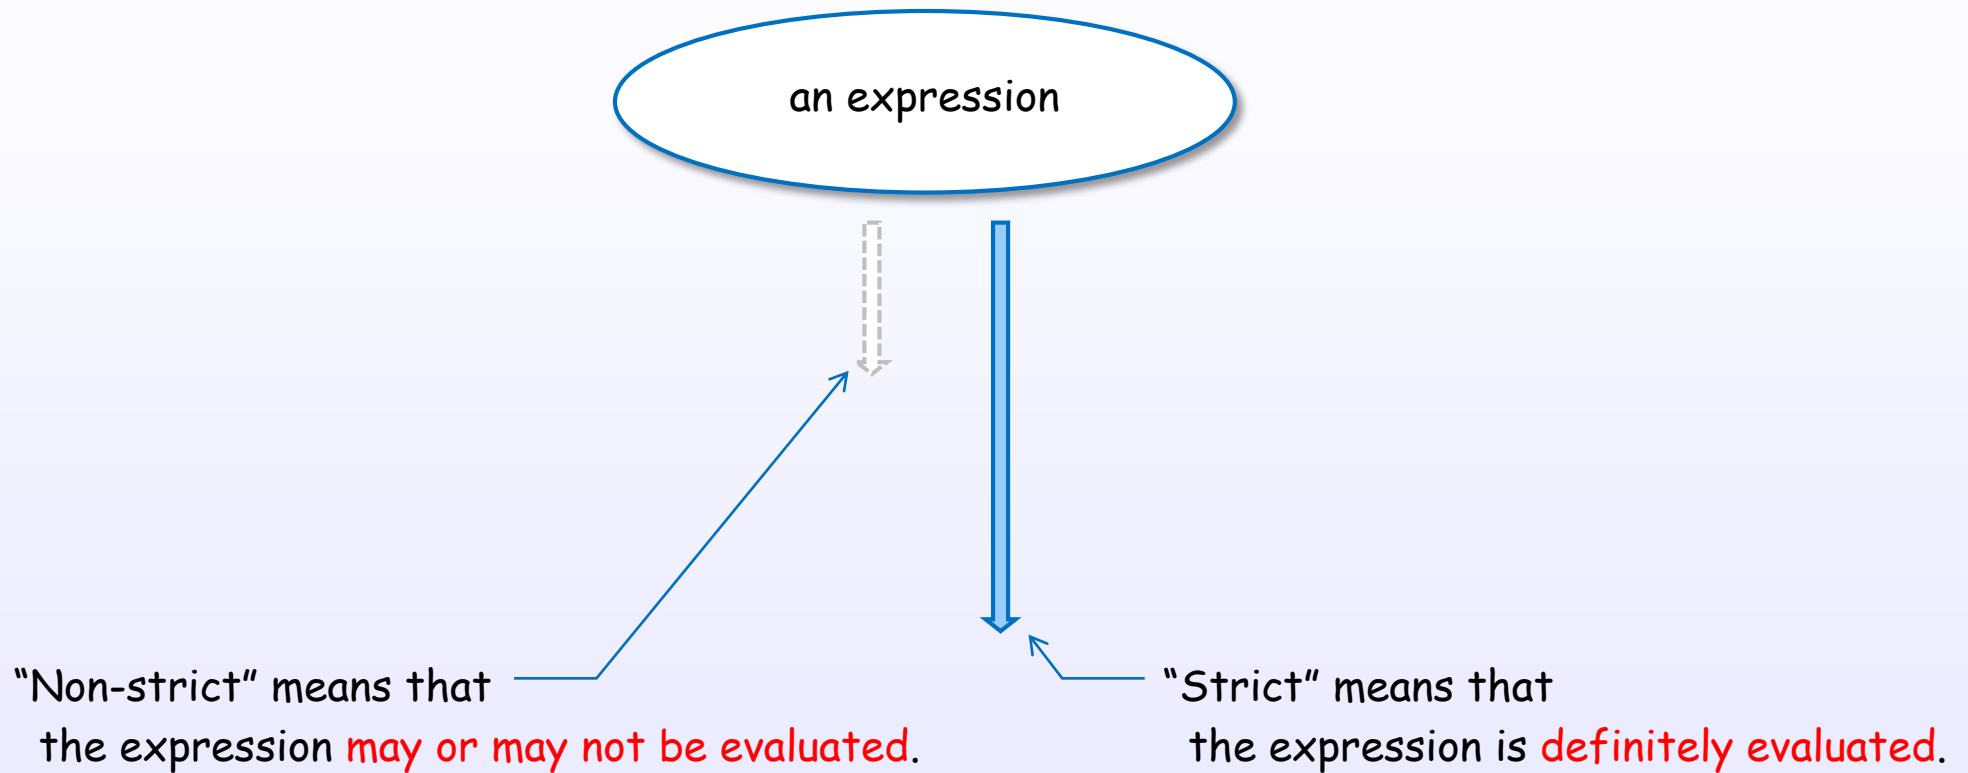 an expression
“Non-strict” means that
the expression may or may not be evaluated.
“Strict” means that
the expression is definitely evaluated.